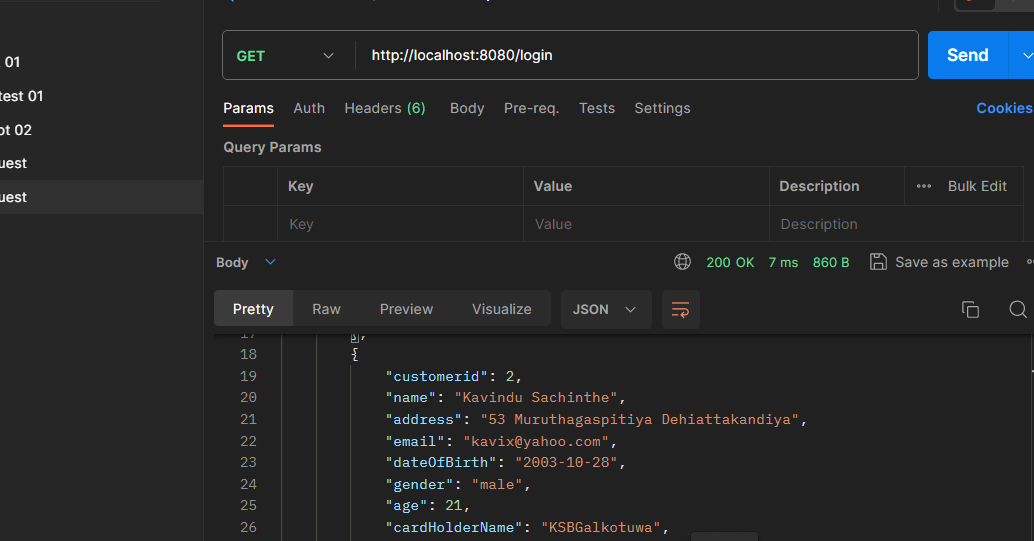 01
test 01
ot 02
uest
uest
GET http://localhost:8080/login Send
Params Auth Headers (6) Body Pre-req. Tests Settings Cookies
Query Params
Key Value Description ••• Bulk Edit
Key Value Description
Body 200 OK 7 ms 860 B Save as example
Pretty Raw Preview Visualize JSON
17 },
18 {
19 "customerid": 2,
20 "name": "Kavindu Sachinthe",
21 "address": "53 Muruthagaspitiya Dehiattakandiya",
22 "email": "kavix@yahoo.com",
23 "dateOfBirth": "2003-10-28",
24 "gender": "male",
25 "age": 21,
26 "cardHolderName": "KSBGalkotuwa",